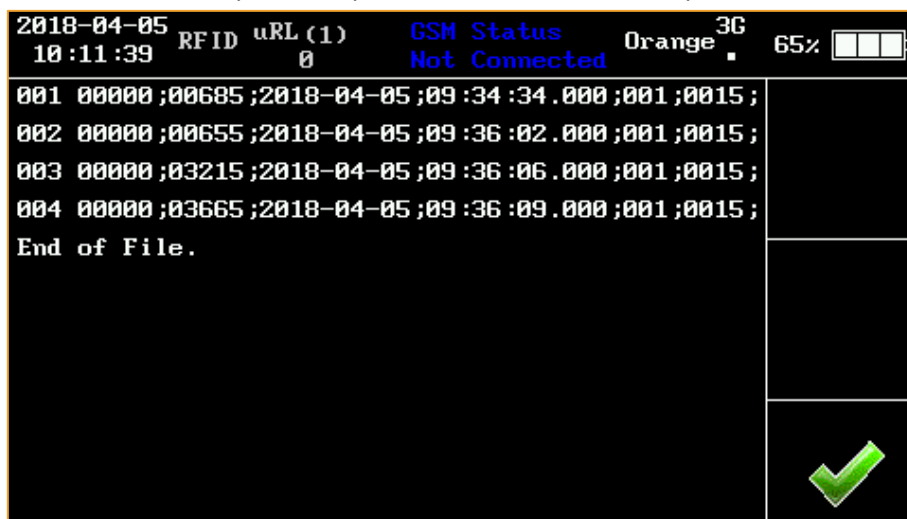 2018-04-05 RFID uRL(1) GSM Status Orange 3G 65%
10:11:39 0 Not Connected
001 00000;00685;2018-04-05;09:34:34.000;001;0015;
002 00000;00655;2018-04-05;09:36:02.000;001;0015;
003 00000;03215;2018-04-05;09:36:06.000;001;0015;
004 00000;03665;2018-04-05;09:36:09.000;001;0015;
End of File.